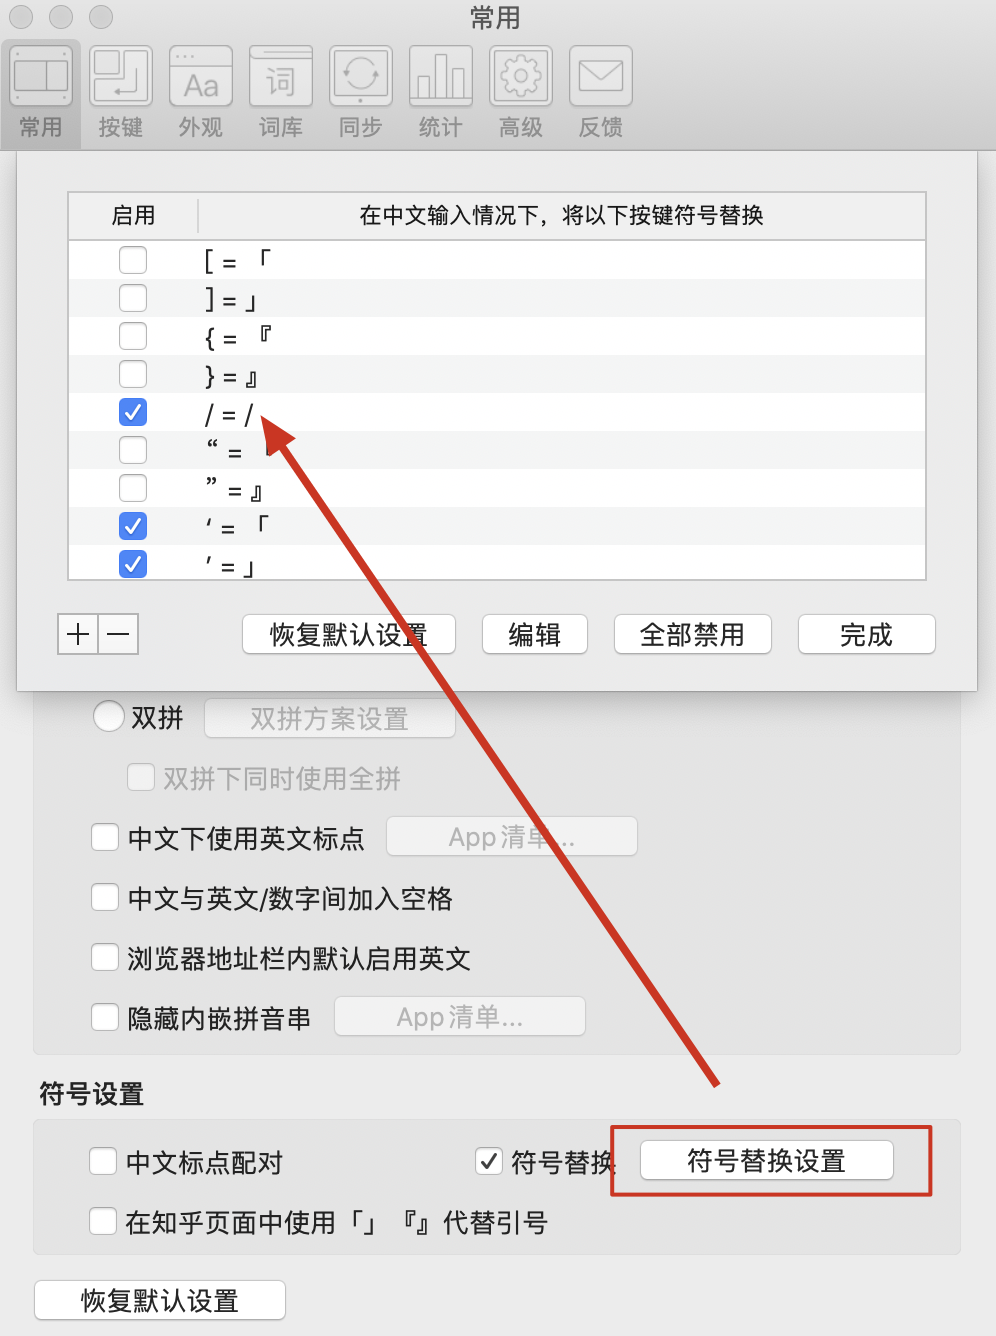 常用
Aa 词
常用 按键 外观 词库 同步 统计 高级 反馈
启用 在中文输入情况下，将以下按键符号替换
[ = 「
] = 」
{ = 『
} = 』
/ = /
“ = 『
” = 』
‘ = 「
’ = 」
恢复默认设置 编辑 全部禁用 完成
双拼 双拼方案设置
双拼下同时使用全拼
中文下使用英文标点 App 清单...
中文与英文/数字间加入空格
浏览器地址栏内默认启用英文
隐藏内嵌拼音串 App 清单...
符号设置
中文标点配对 符号替换 符号替换设置
在知乎页面中使用「」『』代替引号
恢复默认设置